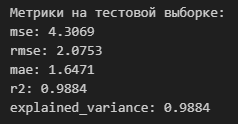 Метрики на тестовой выборке:
mse: 4.3069
rmse: 2.0753
mae: 1.6471
r2: 0.9884
explained_variance: 0.9884